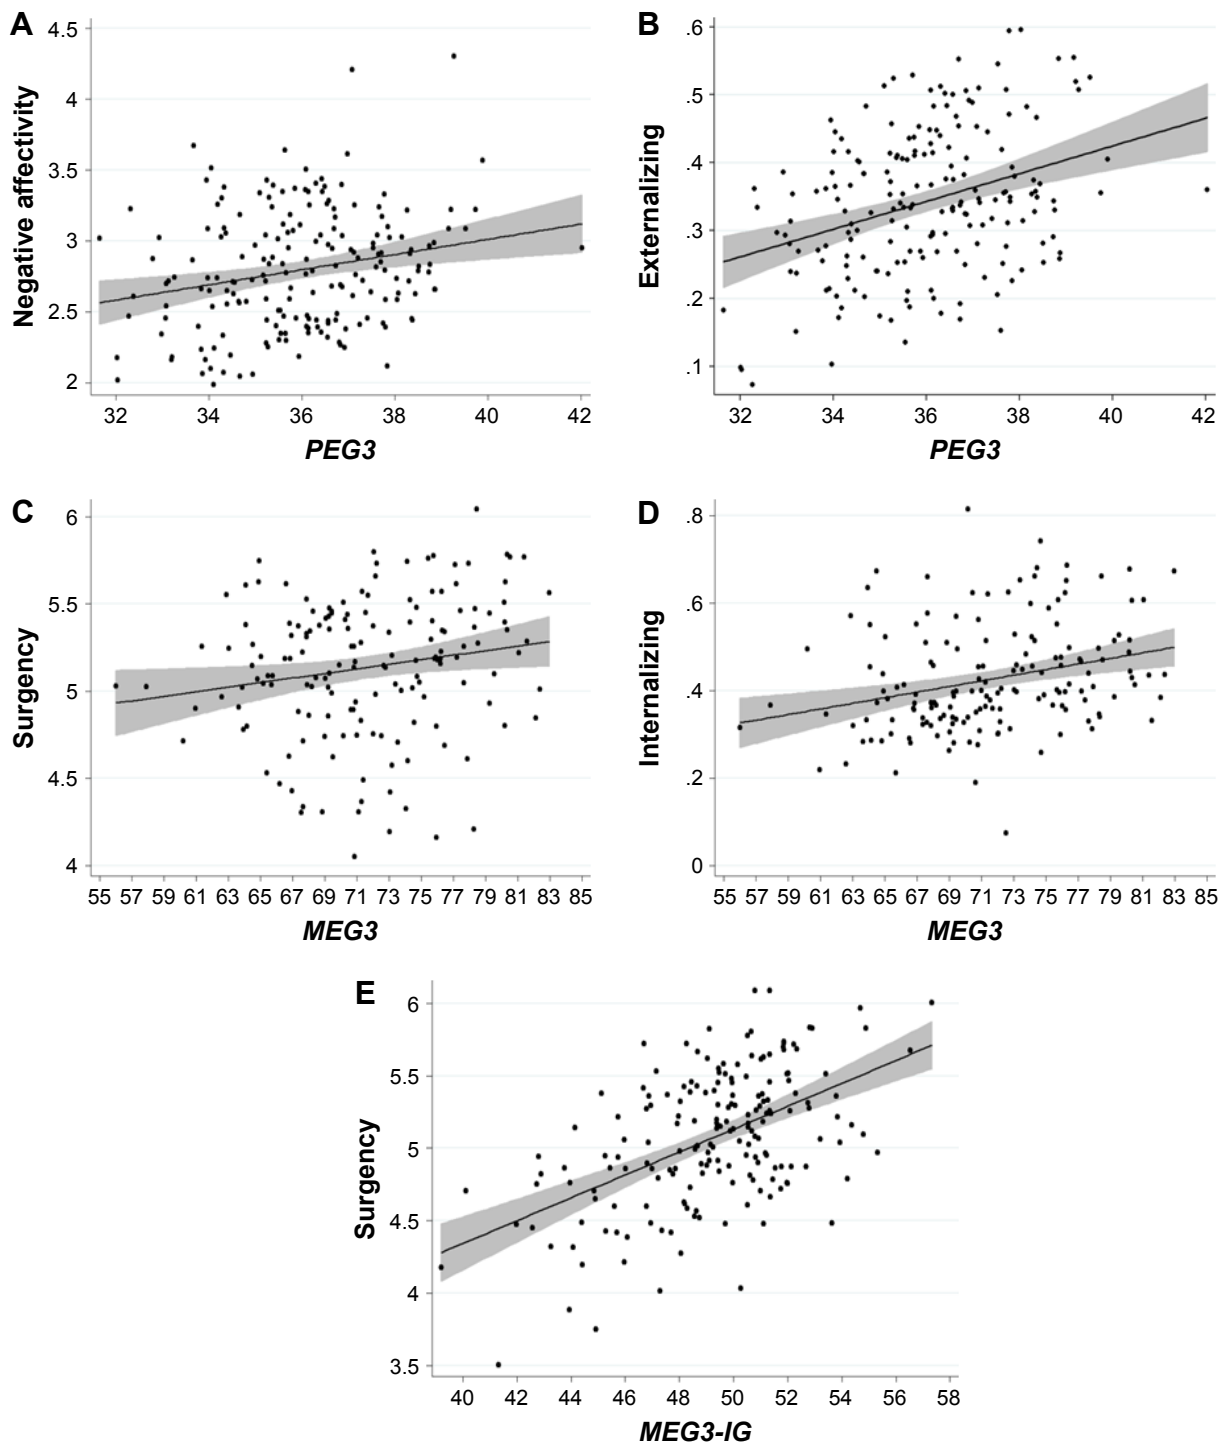 A
Negative affectivity
4.5
4
3.5
3
2.5
2
32 34 36 38 40 42
PEG3
B
Externalizing
.6
.5
.4
.3
.2
.1
32 34 36 38 40 42
PEG3
C
Surgency
6
5.5
5
4.5
4
55 57 59 61 63 65 67 69 71 73 75 77 79 81 83 85
MEG3
D
Internalizing
.8
.6
.4
.2
0
55 57 59 61 63 65 67 69 71 73 75 77 79 81 83 85
MEG3
E
Surgency
6
5.5
5
4.5
4
3.5
40 42 44 46 48 50 52 54 56 58
MEG3-IG